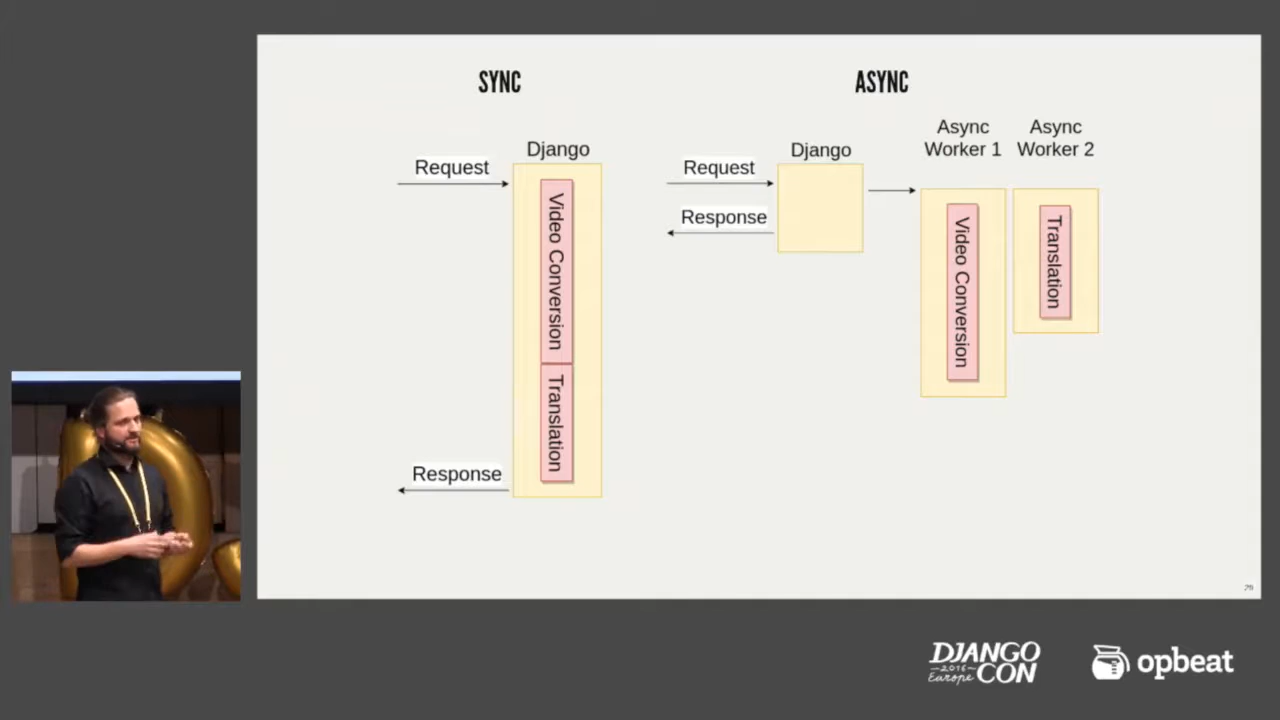 SYNC
ASYNC
Request
Django
Video Conversion
Translation
Response
Request
Response
Django
Async
Worker 1
Async
Worker 2
Video Conversion
Translation
DJANGO
2016
Europe CON
opbeat